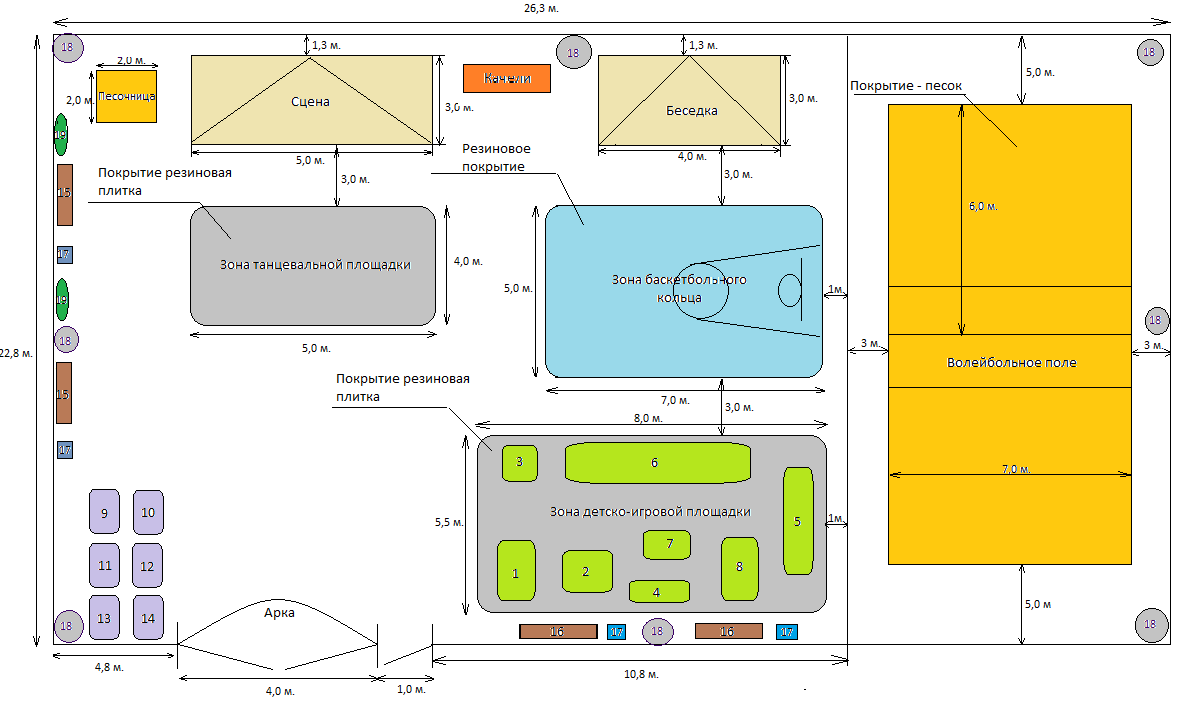 26,3 м.
18
1,3 м.
18
1,3 м.
18
5,0 м.
2,0 м.
2,0 м.
Песочница
Сцена
3,0 м.
Качели
Беседка
3,0 м.
Покрытие - песок
19
5,0 м.
4,0 м.
Резиновое
покрытие
Покрытие резиновая
плитка
3,0 м.
3,0 м.
15
6,0 м.
17
Зона танцевальной площадки
4,0 м.
Зона баскетбольного
кольца
5,0 м.
1м.
19
18
5,0 м.
18
22,8 м.
3 м.
3 м.
Волейбольное поле
15
Покрытие резиновая
плитка
7,0 м.
3,0 м.
8,0 м.
17
3
6
7,0 м.
9
10
5,5 м.
Зона детско-игровой площадки
5
1м.
7
11
12
1
2
8
4
13
14
18
Арка
5,0 м
16
17
18
16
17
18
4,8 м.
4,0 м.
1,0 м.
10,8 м.